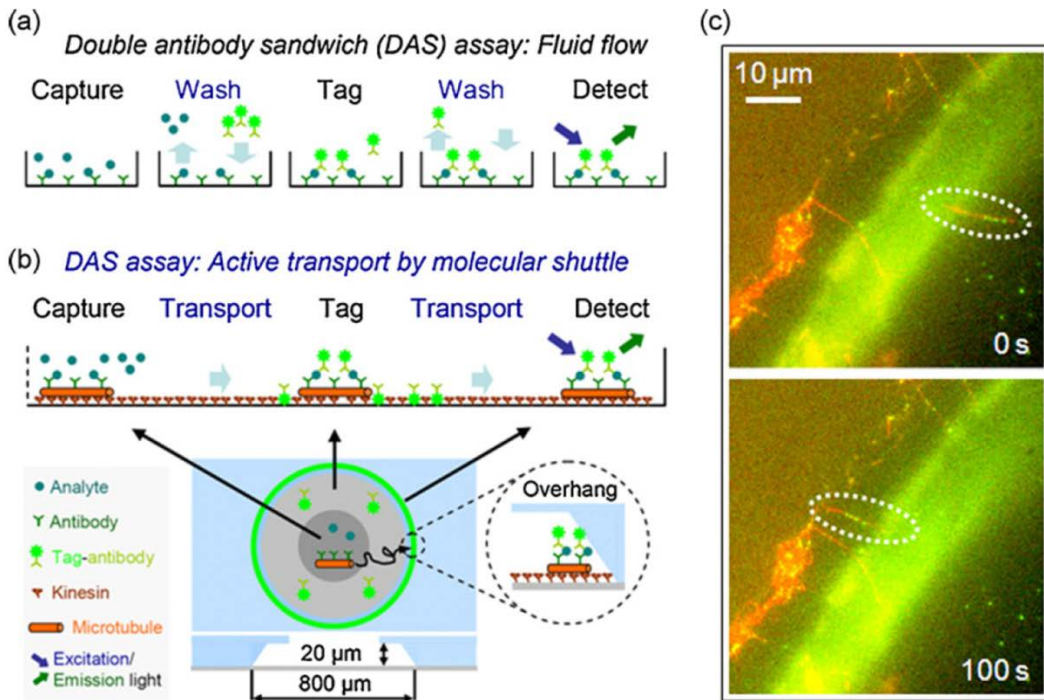 (a)
Double antibody sandwich (DAS) assay: Fluid flow
Capture Wash Tag Wash Detect
(b) DAS assay: Active transport by molecular shuttle
Capture Transport Tag Transport Detect
Analyte
Antibody
Tag-antibody
Kinesin
Microtubule
Excitation/
Emission light
Overhang
20 µm
800 µm
(c)
10 µm
0 s
100 s